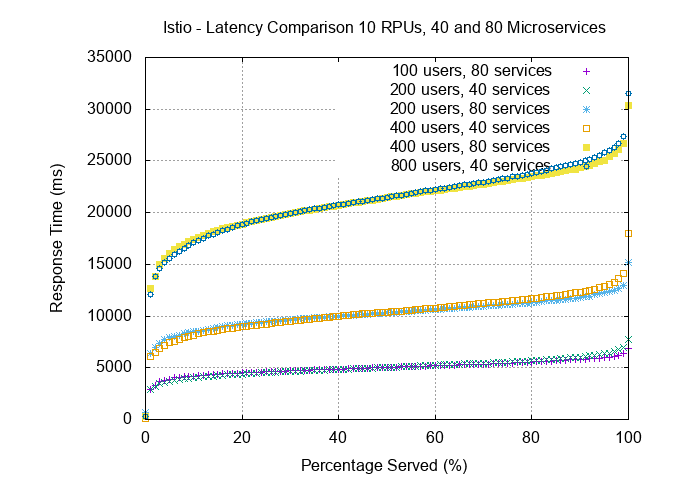 Istio - Latency Comparison 10 RPUs, 40 and 80 Microservices
35000
30000
25000
20000
15000
10000
5000
0
Response Time (ms)
100 users, 80 services
200 users, 40 services
200 users, 80 services
400 users, 40 services
400 users, 80 services
800 users, 40 services
0 20 40 60 80 100
Percentage Served (%)